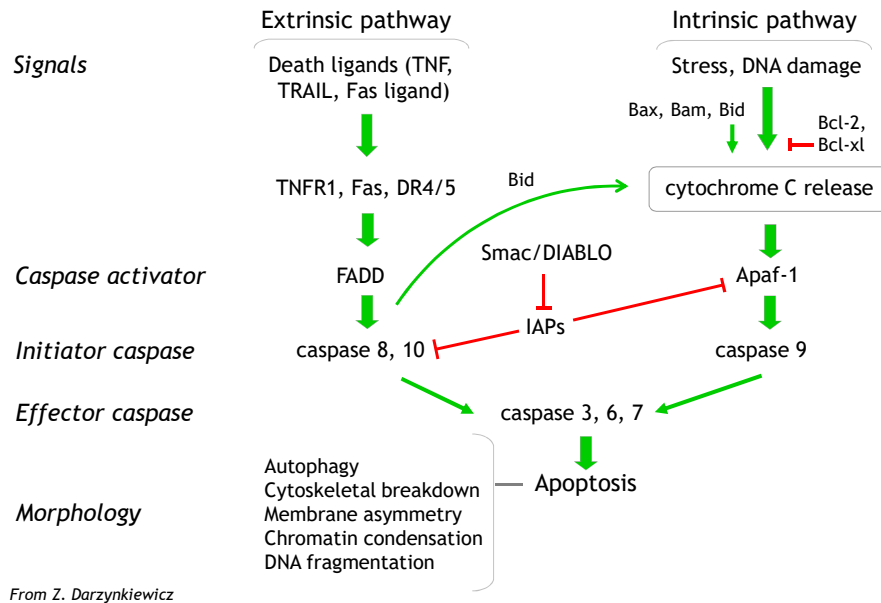 Extrinsic pathway
Intrinsic pathway
Signals
Death ligands (TNF,
TRAIL, Fas ligand)
Stress, DNA damage
Bax, Bam, Bid
Bcl-2,
Bcl-xl
TNFR1, Fas, DR4/5
Bid
cytochrome C release
Smac/DIABLO
Caspase activator
FADD
Apaf-1
IAPs
Initiator caspase
caspase 8, 10
caspase 9
Effector caspase
caspase 3, 6, 7
Morphology
Autophagy
Cytoskeletal breakdown
Membrane asymmetry
Chromatin condensation
DNA fragmentation
Apoptosis
From Z. Darzynkiewicz